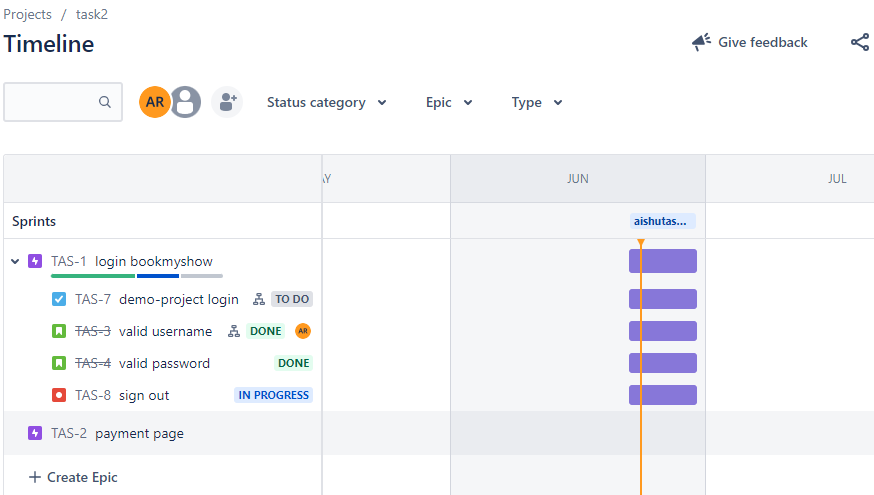 Projects / task2
Timeline
Give feedback
AR
Status category
Epic
Type
AY JUN JUL
Sprints
aishutas...
TAS-1 login bookmyshow
TAS-7 demo-project login TO DO
TAS-3 valid username DONE AR
TAS-4 valid password DONE
TAS-8 sign out IN PROGRESS
TAS-2 payment page
+ Create Epic